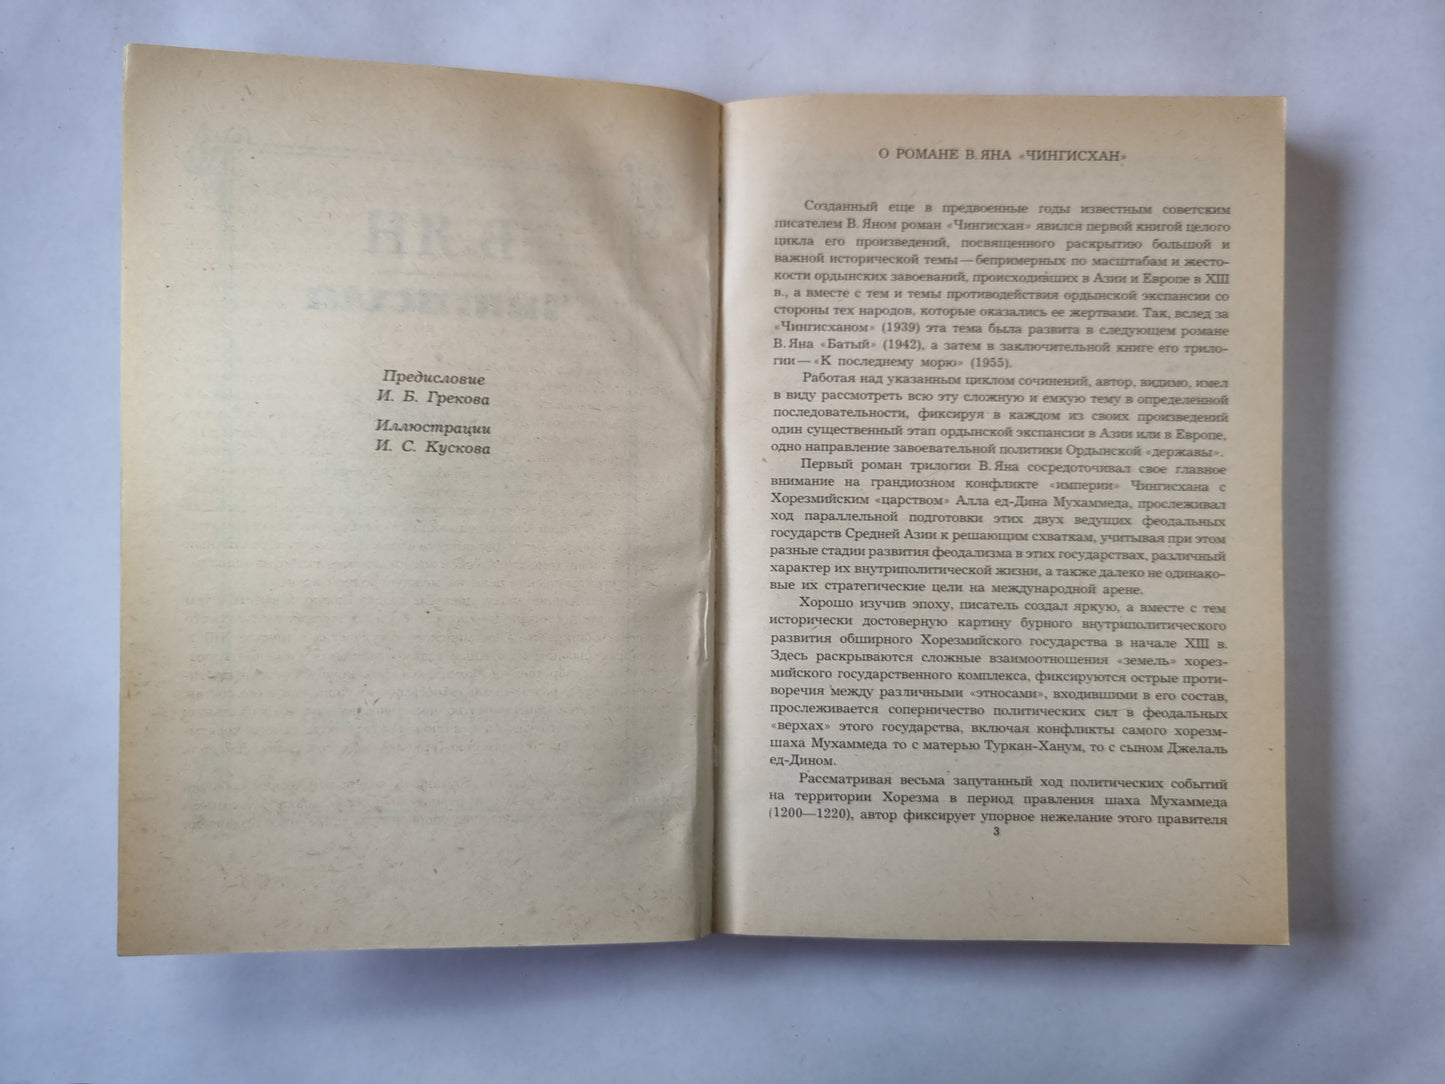 Предисловие
И. Б. Грекова
Иллюстрации
И. С. Кускова
О РОМАНЕ В. ЯНА «ЧИНГИСХАН»
Созданный еще в предвоенные годы известным советским
писателем В. Яном роман «Чингисхан» явился первой книгой целого
цикла его произведений, посвященного раскрытию большой и
важной исторической темы — бепримерных по масштабам и жесто-
кости ордынских завоеваний, происходивших в Азии и Европе в XIII
в., а вместе с тем и темы противодействия ордынской экспансии со
стороны тех народов, которые оказались ее жертвами. Так, вслед за
«Чингисханом» (1939) эта тема была развита в следующем романе
В. Яна «Батый» (1942), а затем в заключительной книге его трило-
гии — «К последнему морю» (1955).
Работая над указанным циклом сочинений, автор, видимо, имел
в виду рассмотреть всю эту сложную и емкую тему в определенной
последовательности, фиксируя в каждом из своих произведений
один существенный этап ордынской экспансии в Азии или в Европе,
одно направление завоевательной политики Ордынской «державы».
Первый роман трилогии В. Яна сосредоточивал свое главное
внимание на грандиозном конфликте «империи» Чингисхана с
Хорезмийским «царством» Алла ед-Дина Мухаммеда, прослеживал
ход параллельной подготовки этих двух ведущих феодальных
государств Средней Азии к решающим схваткам, учитывая при этом
разные стадии развития феодализма в этих государствах, различный
характер их внутриполитической жизни, а также далеко не одинако-
вые их стратегические цели на международной арене.
Хорошо изучив эпоху, писатель создал яркую, а вместе с тем
исторически достоверную картину бурного внутриполитического
развития обширного Хорезмийского государства в начале XIII в.
Здесь раскрываются сложные взаимоотношения «земель» хорез-
мийского государственного комплекса, фиксируются острые проти-
воречия между различными «этносами», входившими в его состав,
прослеживается соперничество политических сил в феодальных
«верхах» этого государства, включая конфликты самого хорезм-
шаха Мухаммеда то с матерью Туркан-Ханум, то с сыном Джелаль
ед-Дином.
Рассматривая весьма запутанный ход политических событий
на территории Хорезма в период правления шаха Мухаммеда
(1200—1220), автор фиксирует упорное нежелание этого правителя
3